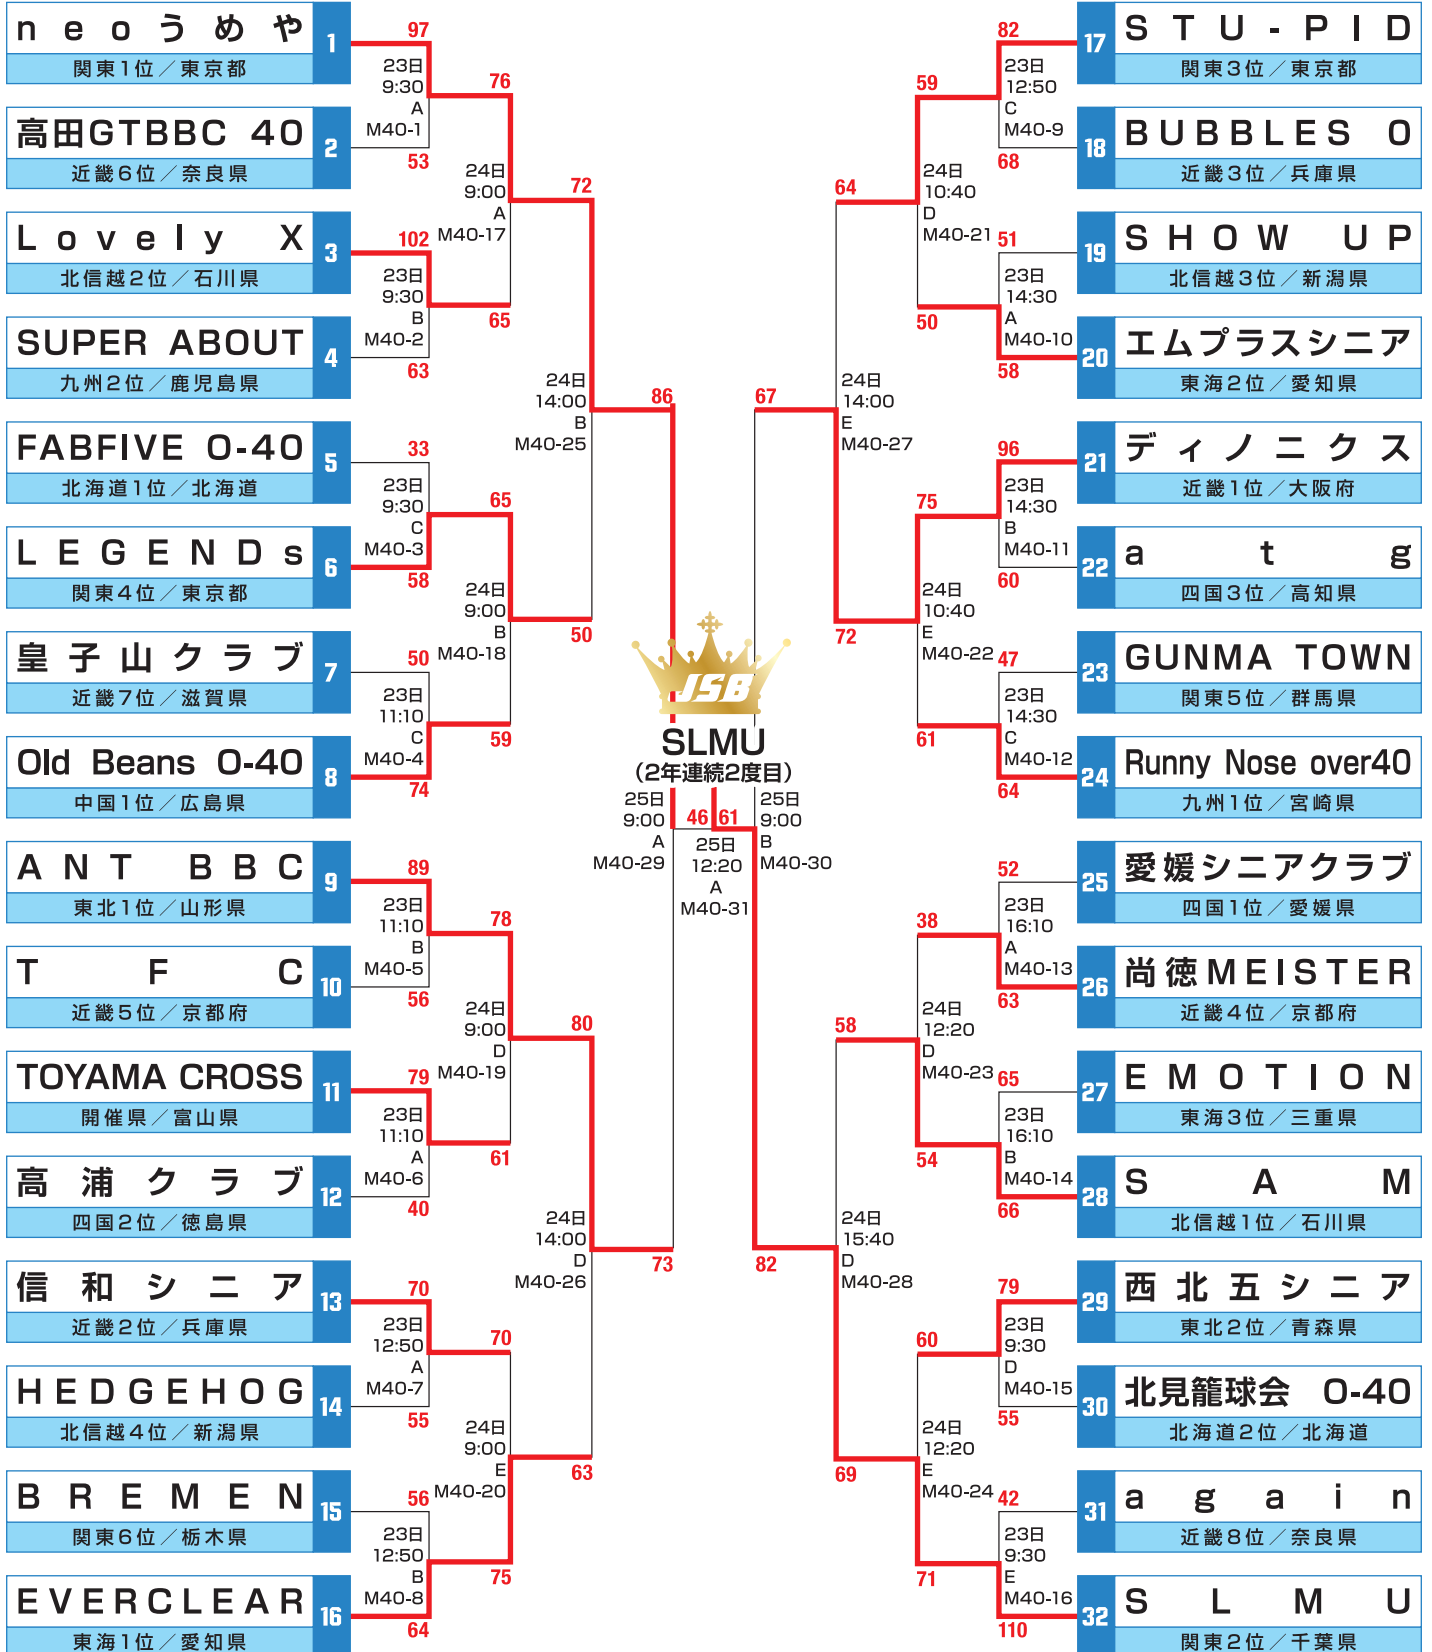 neoうめや
関東1位／東京都
1
97
23日
9:30
A
M40-1
高田GTBBC 40
近畿6位／奈良県
2
53
76
24日
9:00
A
M40-17
Lovely X
北信越2位／石川県
3
102
23日
9:30
B
M40-2
SUPER ABOUT
九州2位／鹿児島県
4
63
65
72
24日
14:00
B
M40-25
FABFIVE O-40
北海道1位／北海道
5
33
23日
9:30
C
M40-3
LEGENDs
関東4位／東京都
6
58
65
24日
9:00
B
M40-18
皇子山クラブ
近畿7位／滋賀県
7
50
23日
11:10
C
M40-4
Old Beans O-40
中国1位／広島県
8
74
59
50
86
ANT BBC
東北1位／山形県
9
89
23日
11:10
B
M40-5
TFC
近畿5位／京都府
10
56
78
24日
9:00
D
M40-19
TOYAMA CROSS
開催県／富山県
11
79
23日
11:10
A
M40-6
高浦クラブ
四国2位／徳島県
12
40
61
80
24日
14:00
D
M40-26
信和シニア
近畿2位／兵庫県
13
70
23日
12:50
A
M40-7
HEDGEHOG
北信越4位／新潟県
14
55
70
24日
9:00
E
M40-20
BREMEN
関東6位／栃木県
15
56
23日
12:50
B
M40-8
EVERCLEAR
東海1位／愛知県
16
64
75
63
73
JSB
SLMU
（2年連続2度目）
25日
9:00
A
M40-29
46
61
25日
12:20
A
M40-31
25日
9:00
B
M40-30
82
17
STU-PID
関東3位／東京都
23日
12:50
C
M40-9
68
18
BUBBLES O
近畿3位／兵庫県
59
24日
10:40
D
M40-21
51
19
SHOW UP
北信越3位／新潟県
23日
14:30
A
M40-10
58
20
エムプラスシニア
東海2位／愛知県
50
64
24日
14:00
E
M40-27
67
96
21
ディノニクス
近畿1位／大阪府
23日
14:30
B
M40-11
60
22
atg
四国3位／高知県
75
24日
10:40
E
M40-22
47
23
GUNMA TOWN
関東5位／群馬県
23日
14:30
C
M40-12
64
24
Runny Nose over40
九州1位／宮崎県
61
72
52
25
愛媛シニアクラブ
四国1位／愛媛県
23日
16:10
A
M40-13
63
26
尚徳MEISTER
近畿4位／京都府
38
24日
12:20
D
M40-23
65
27
EMOTION
東海3位／三重県
23日
16:10
B
M40-14
66
28
SAM
北信越1位／石川県
54
58
24日
15:40
D
M40-28
82
79
29
西北五シニア
東北2位／青森県
23日
9:30
D
M40-15
55
30
北見籠球会 O-40
北海道2位／北海道
60
24日
12:20
E
M40-24
42
31
again
近畿8位／奈良県
23日
9:30
E
M40-16
110
32
SLMU
関東2位／千葉県
71
69